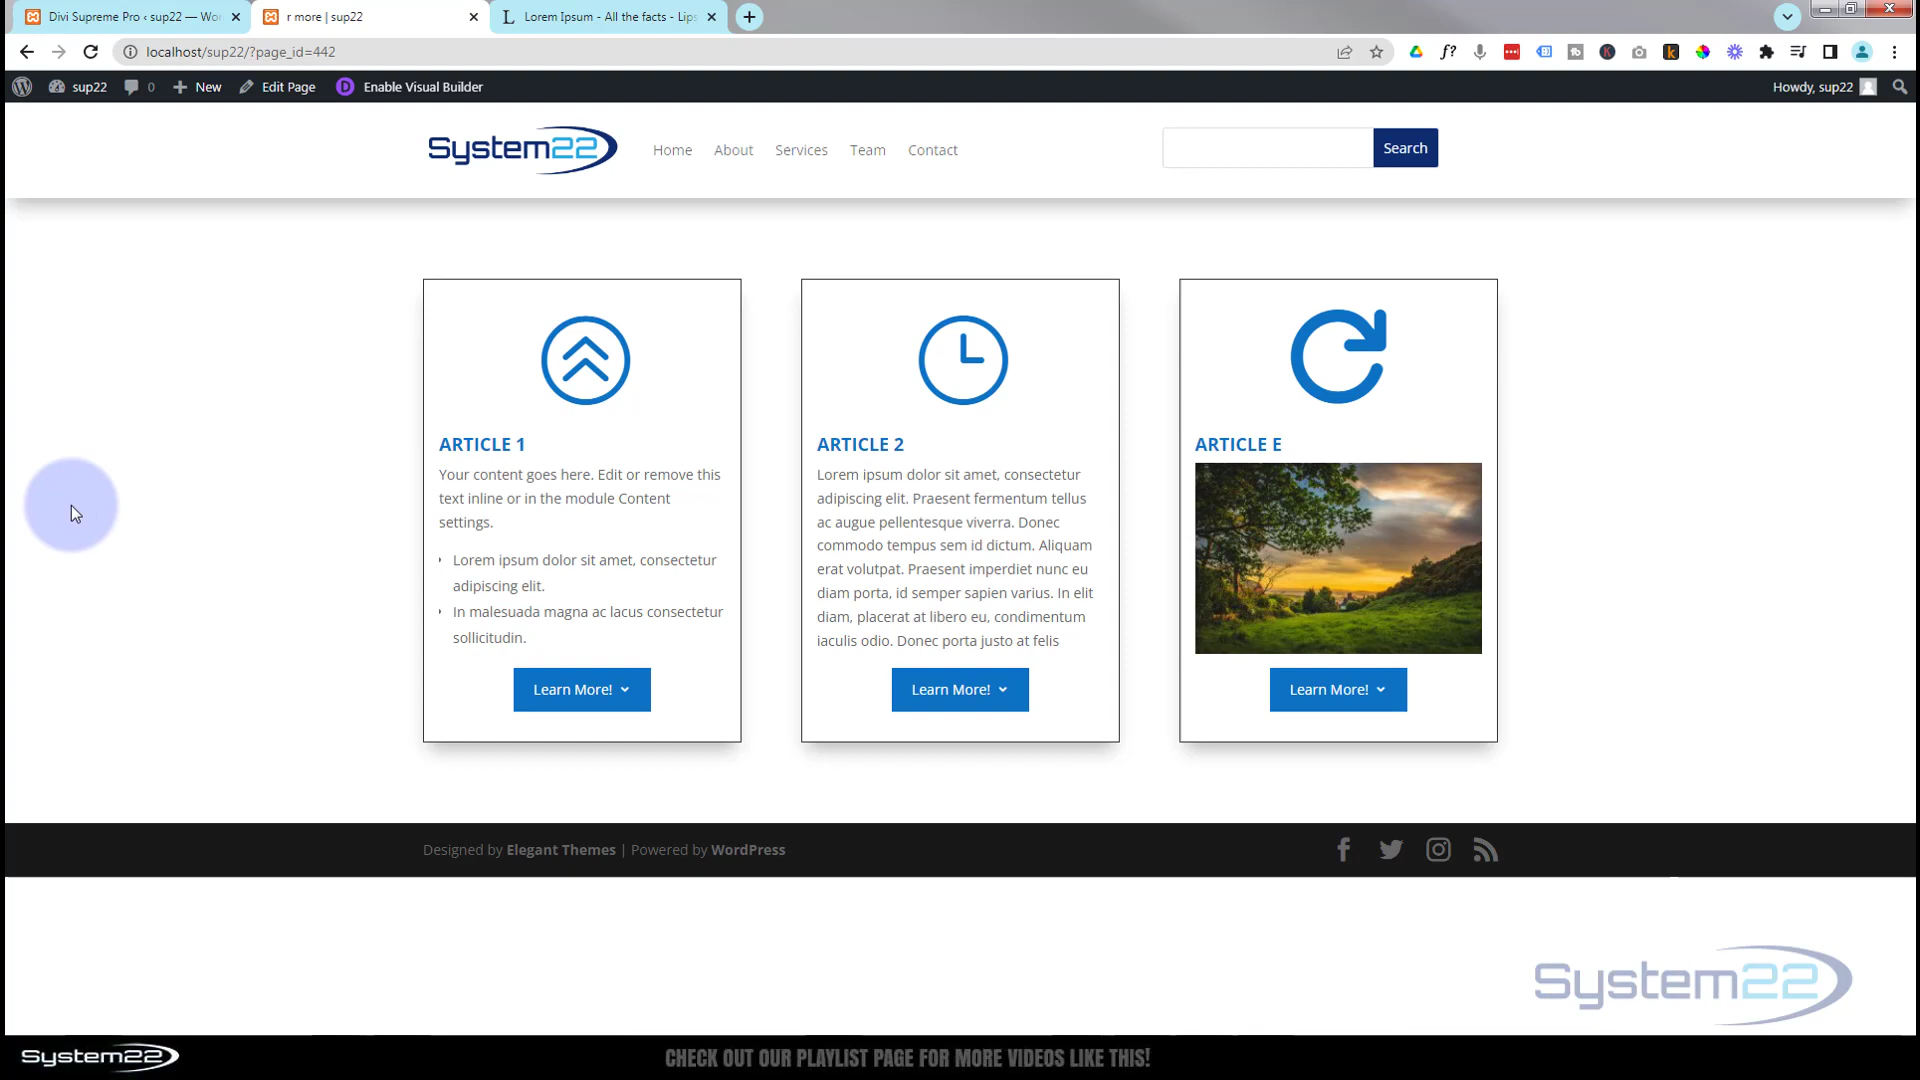 Divi Supreme Pro ‹ sup22 — Wor
r more | sup22
L Lorem Ipsum - All the facts - Lips
localhost/sup22/?page_id=442
sup22 0 New Edit Page D Enable Visual Builder Howdy, sup22
System22 Home About Services Team Contact Search
ARTICLE 1
Your content goes here. Edit or remove this
text inline or in the module Content
settings.
Lorem ipsum dolor sit amet, consectetur
adipiscing elit.
In malesuada magna ac lacus consectetur
sollicitudin.
Learn More!
ARTICLE 2
Lorem ipsum dolor sit amet, consectetur
adipiscing elit. Praesent fermentum tellus
ac augue pellentesque viverra. Donec
commodo tempus sem id dictum. Aliquam
erat volutpat. Praesent imperdiet nunc eu
diam porta, id semper sapien varius. In elit
diam, placerat at libero eu, condimentum
iaculis odio. Donec porta justo at felis
Learn More!
ARTICLE E
Learn More!
Designed by Elegant Themes | Powered by WordPress
System22
System22 CHECK OUT OUR PLAYLIST PAGE FOR MORE VIDEOS LIKE THIS!